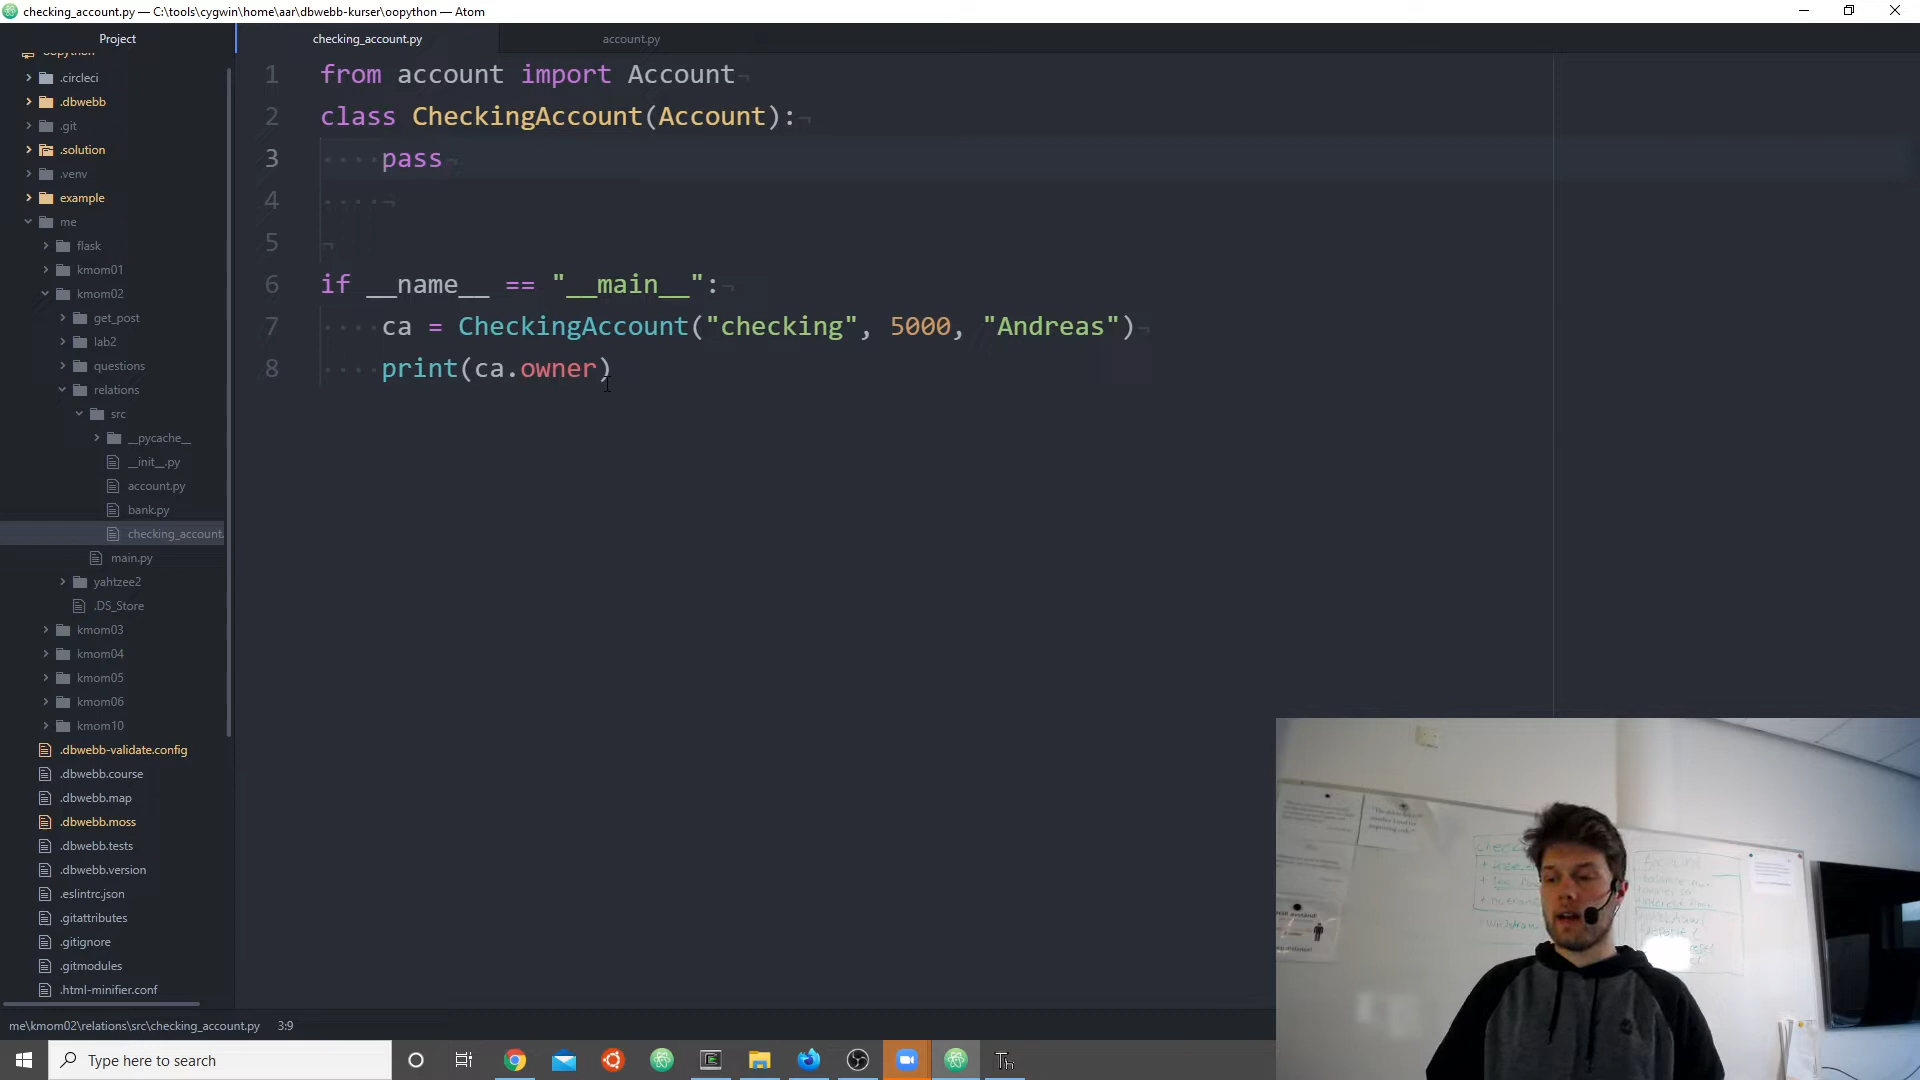 checking_account.py — C:\tools\cygwin\home\aar\dbwebb-kurser\oopython — Atom
Project
checking_account.py
account.py
oopython
.circleci
.dbwebb
.git
.solution
.venv
example
me
flask
kmom01
kmom02
get_post
lab2
questions
relations
src
__pycache__
__init__.py
account.py
bank.py
checking_account.
main.py
yahtzee2
.DS_Store
kmom03
kmom04
kmom05
kmom06
kmom10
.dbwebb-validate.config
.dbwebb.course
.dbwebb.map
.dbwebb.moss
.dbwebb.tests
.dbwebb.version
.eslintrc.json
.gitattributes
.gitignore
.gitmodules
.html-minifier.conf
1 from account import Account
2 class CheckingAccount(Account):
3 pass
4
5
6 if __name__ == "__main__":
7 ca = CheckingAccount("checking", 5000, "Andreas")
8 print(ca.owner)
me\kmom02\relations\src\checking_account.py 3:9
Type here to search
Th